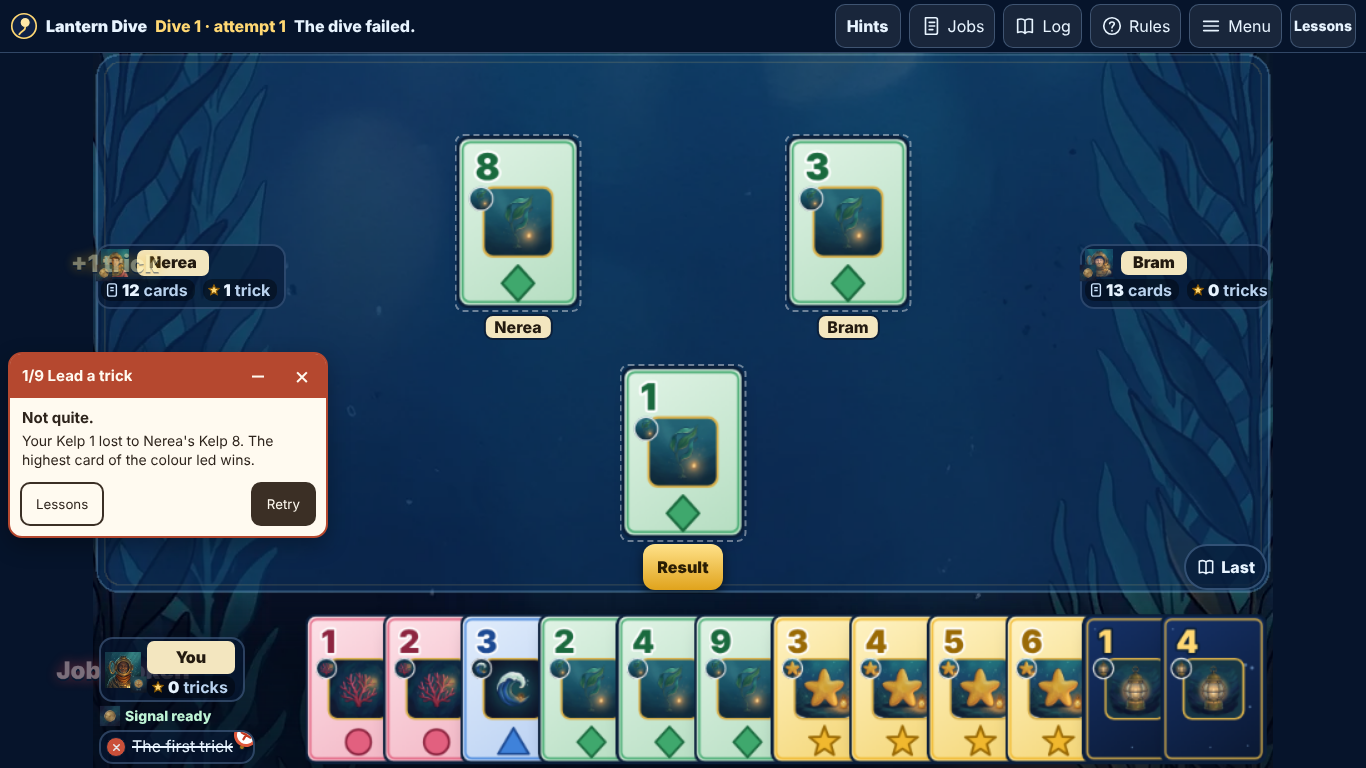 Lantern Dive Dive 1 · attempt 1 The dive failed.
Hints Jobs Log Rules Menu Lessons
8
Nerea
3
Bram
+1 trick
Nerea
12 cards 1 trick
Bram
13 cards 0 tricks
1/9 Lead a trick
Not quite.
Your Kelp 1 lost to Nerea's Kelp 8. The
highest card of the colour led wins.
Lessons Retry
1
Result
Last
You
0 tricks
Signal ready
The first trick
1 2 3 2 4 9 3 4 5 6 1 4